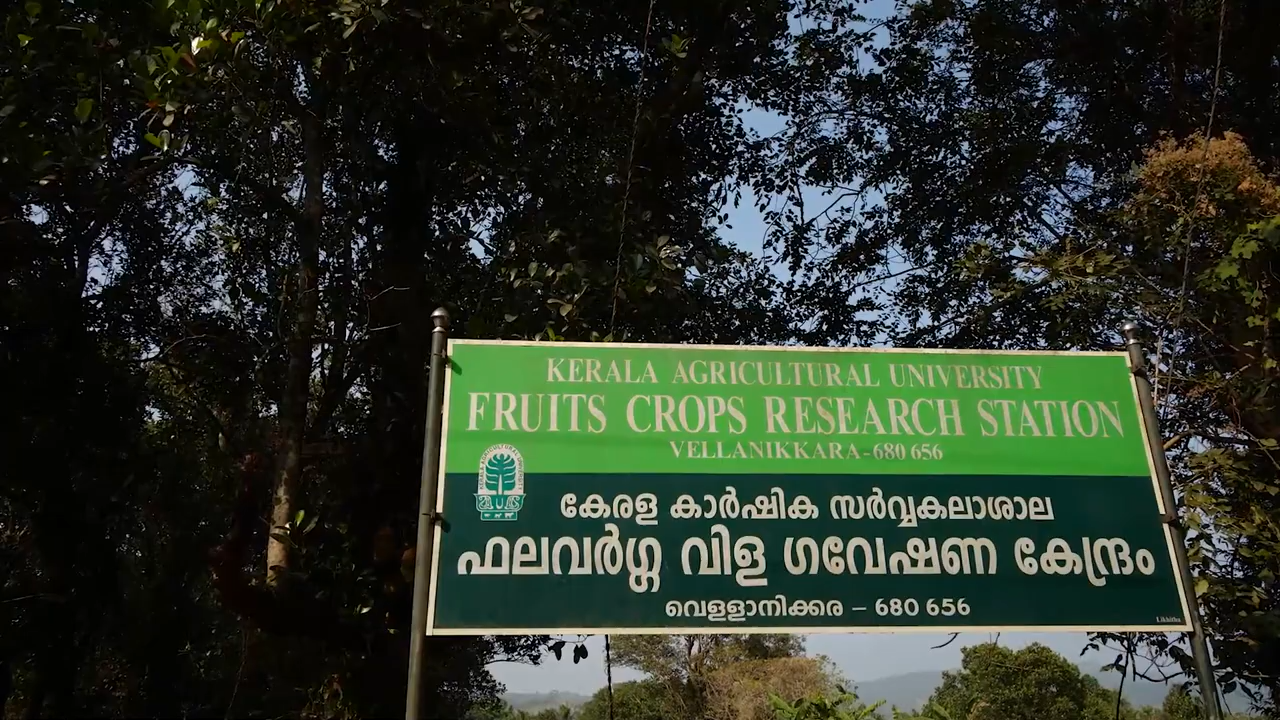 KERALA AGRICULTURAL UNIVERSITY
FRUITS CROPS RESEARCH STATION
VELLANIKKARA-680 656
കേരള കാർഷിക സർവ്വകലാശാല
ഫലവർഗ്ഗ വിള ഗവേഷണ കേന്ദ്രം
വെള്ളാനിക്കര – 680 656
Likhitha